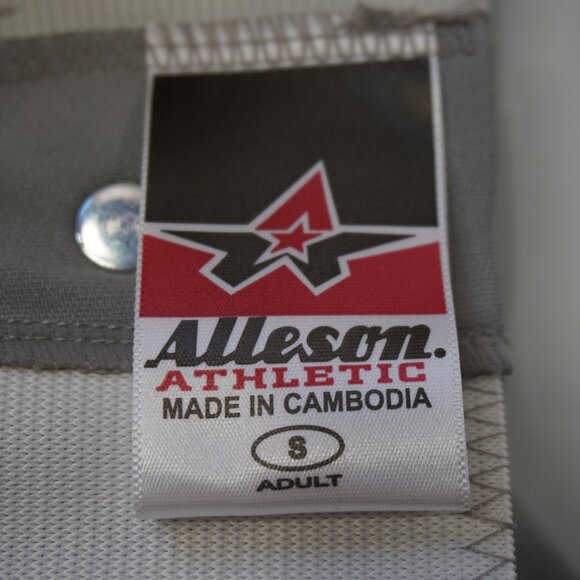 Alleson.
ATHLETIC
MADE IN CAMBODIA
S
ADULT